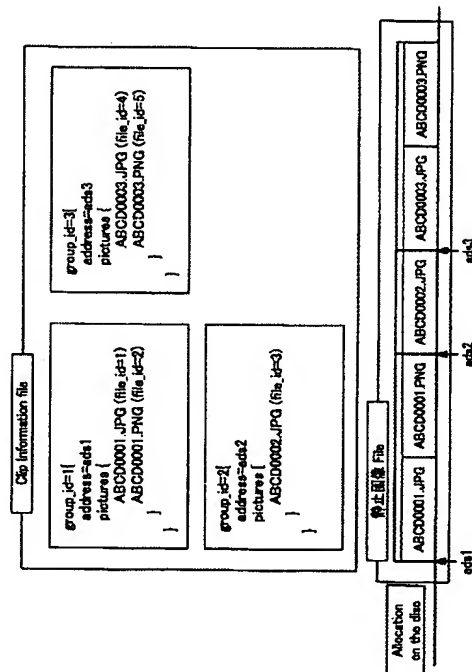 Clip Information file
group_id=1{
address=ads1
pictures {
ABCD0001.JPG (file_id=1)
ABCD0001.PNG (file_id=2)
}
}
group_id=2{
address=ads2
pictures {
ABCD0002.JPG (file_id=3)
}
}
group_id=3{
address=ads3
pictures {
ABCD0003.JPG (file_id=4)
ABCD0003.PNG (file_id=5)
}
}
静止画像 File
Allocation
on the disc
ABCD0001.JPG
ABCD0001.PNG
ABCD0002.JPG
ABCD0003.JPG
ABCD0003.PNG
ads1
ads2
ads3